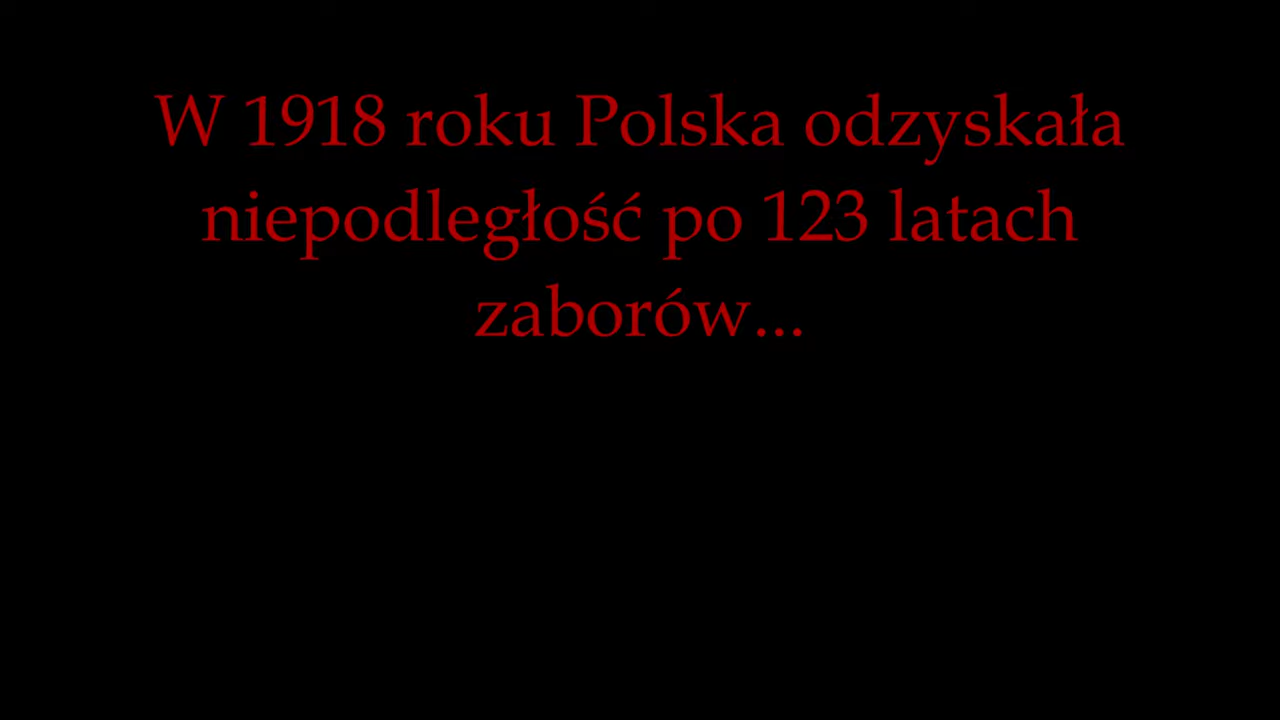 W 1918 roku Polska odzyskała
niepodległość po 123 latach
zaborów...